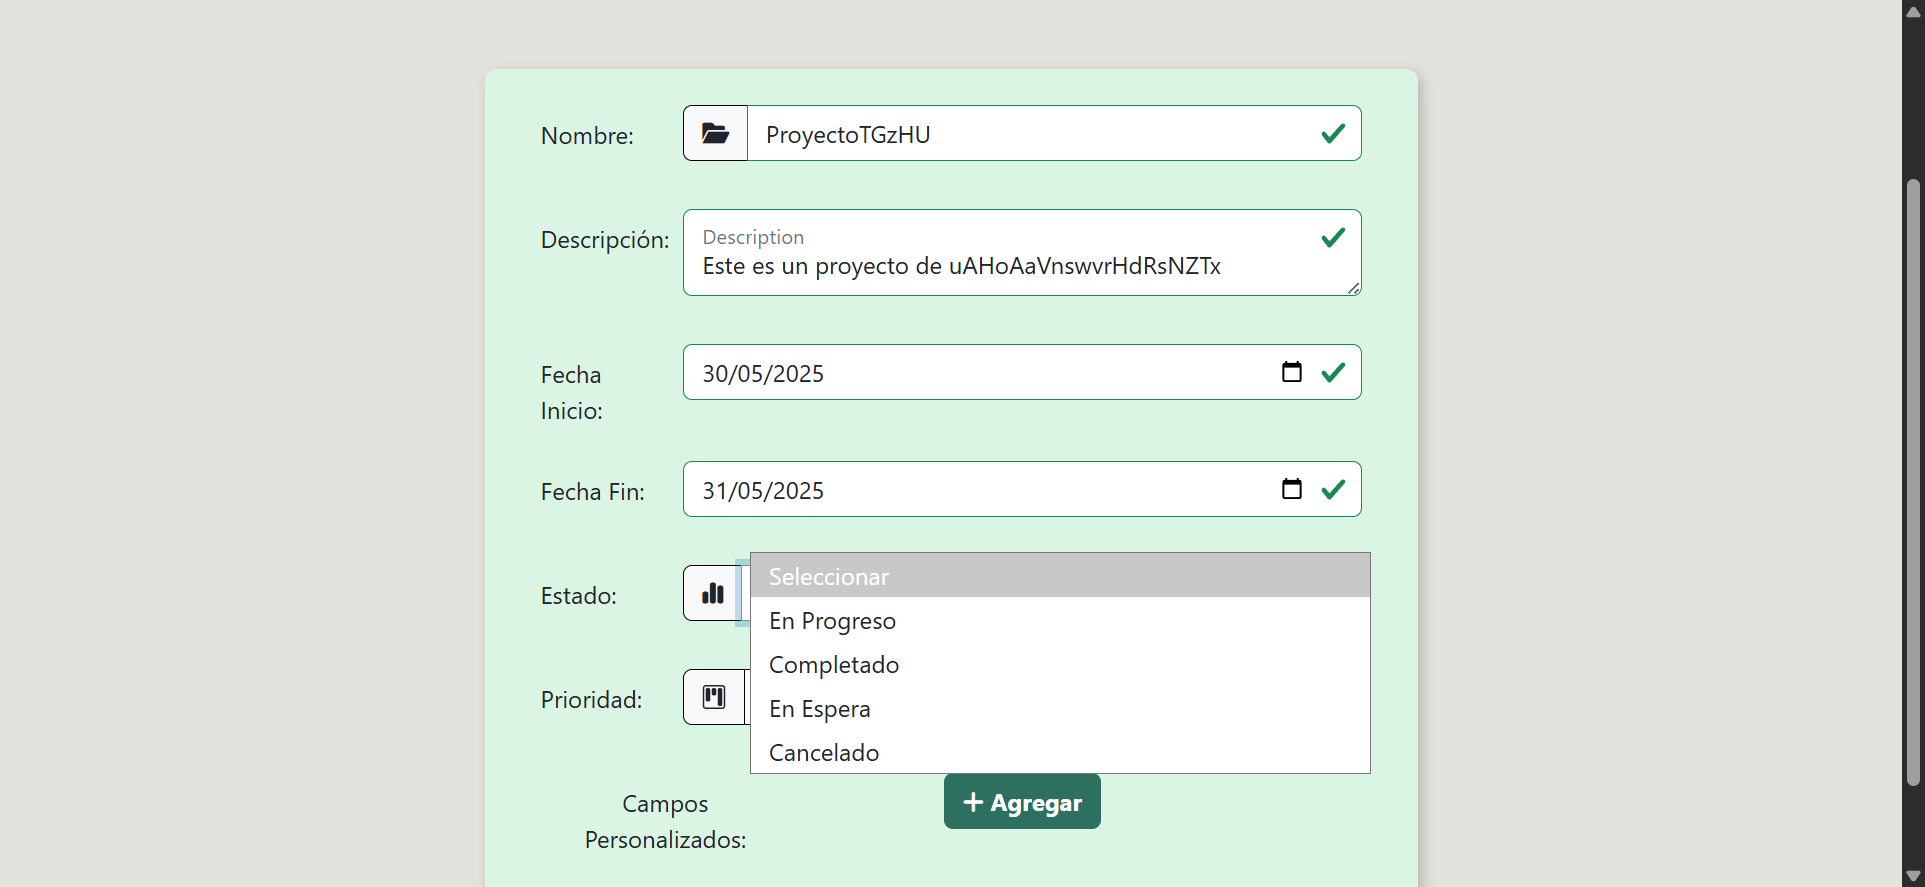 Nombre:
ProyectoTGzHU
Descripción:
Description
Este es un proyecto de uAHoAaVnswvrHdRsNZTx
Fecha
Inicio:
30/05/2025
Fecha Fin:
31/05/2025
Estado:
Seleccionar
En Progreso
Completado
En Espera
Cancelado
Prioridad:
Campos
Personalizados:
+ Agregar